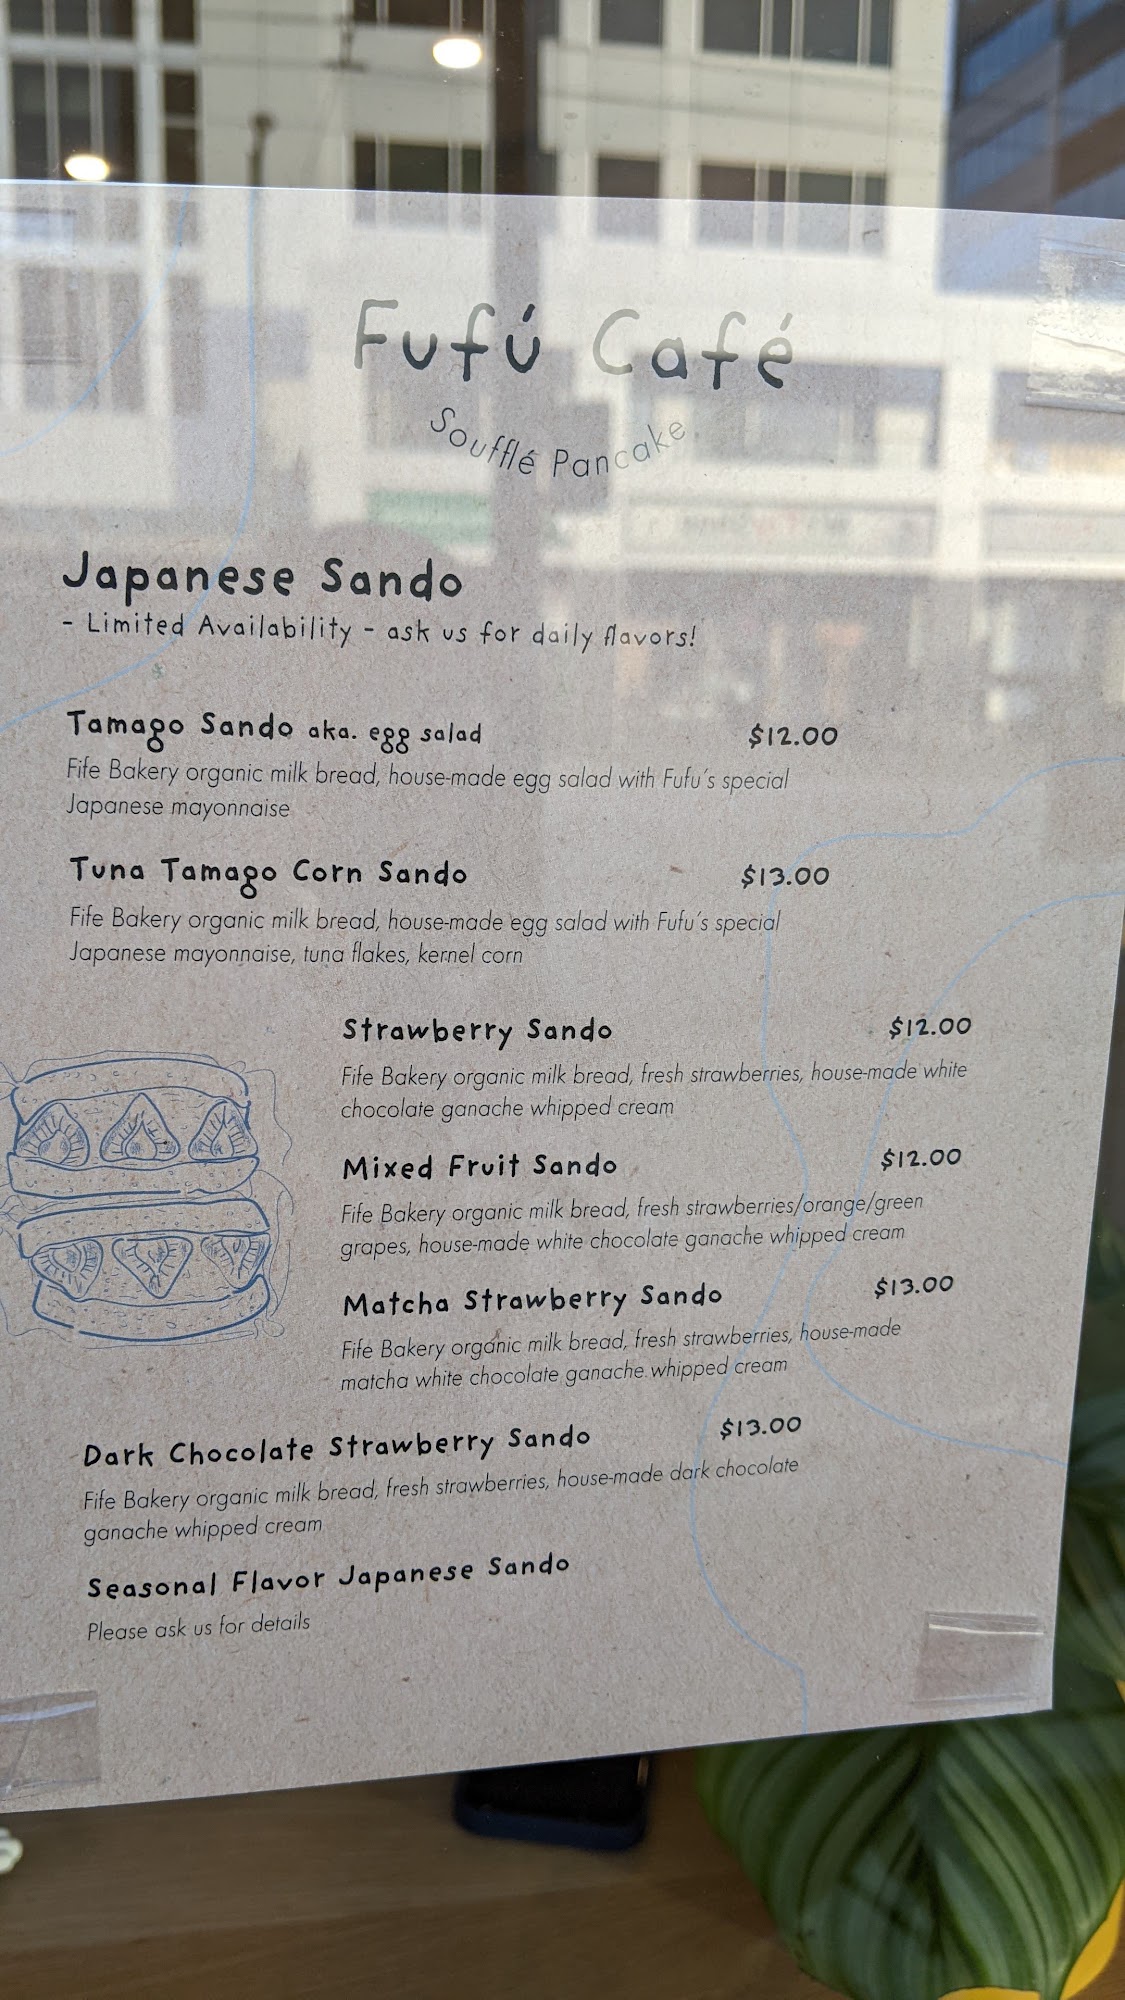 Fufú Café
Soufflé Pancake
Japanese Sando
- Limited Availability - ask us for daily flavors!
Tamago Sando aka. egg salad $12.00
Fife Bakery organic milk bread, house-made egg salad with Fufu's special
Japanese mayonnaise
Tuna Tamago Corn Sando $13.00
Fife Bakery organic milk bread, house-made egg salad with Fufu's special
Japanese mayonnaise, tuna flakes, kernel corn
Strawberry Sando $12.00
Fife Bakery organic milk bread, fresh strawberries, house-made white
chocolate ganache whipped cream
Mixed Fruit Sando $12.00
Fife Bakery organic milk bread, fresh strawberries/orange/green
grapes, house-made white chocolate ganache whipped cream
Matcha Strawberry Sando $13.00
Fife Bakery organic milk bread, fresh strawberries, house-made
matcha white chocolate ganache whipped cream
Dark Chocolate Strawberry Sando $13.00
Fife Bakery organic milk bread, fresh strawberries, house-made dark chocolate
ganache whipped cream
Seasonal Flavor Japanese Sando
Please ask us for details